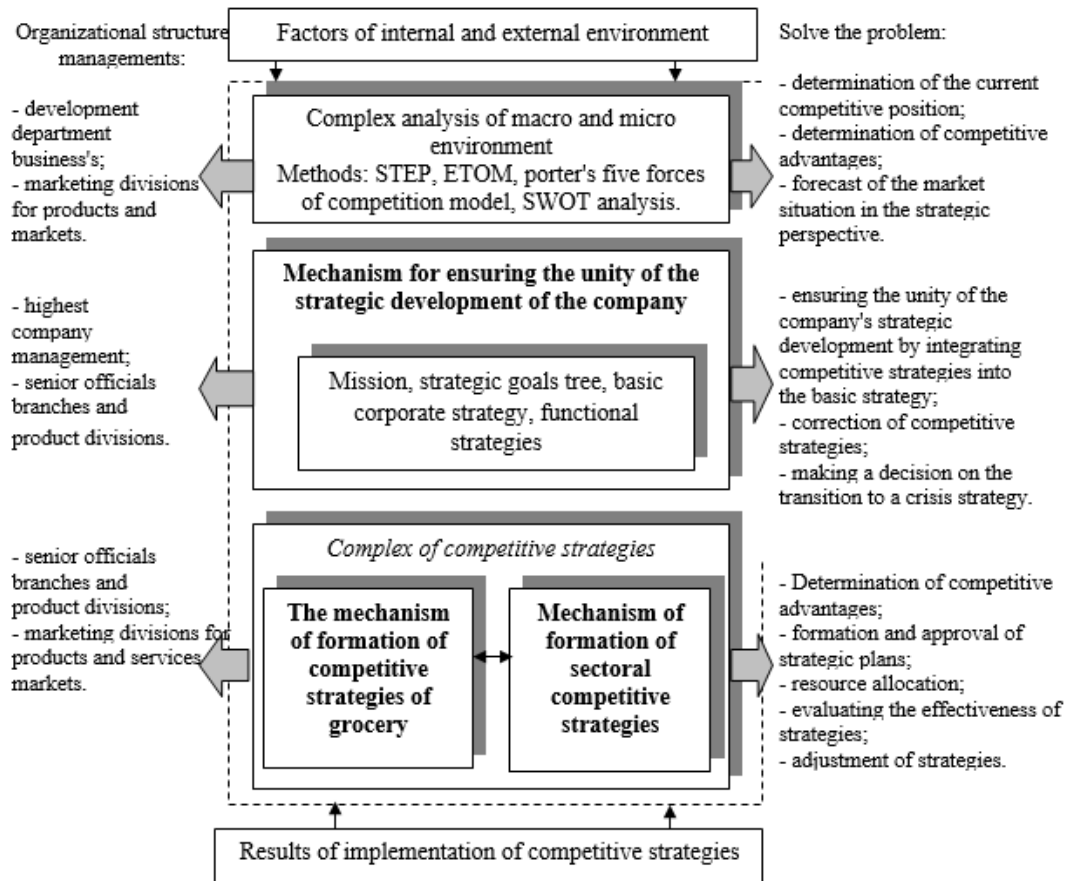 Factors of internal and external environment
Organizational structure
managements:
- development
department
business's;
- marketing divisions
for products and
markets.
Complex analysis of macro and micro
environment
Methods: STEP, ETOM, porter's five forces
of competition model, SWOT analysis.
Solve the problem:
- determination of the current
competitive position;
- determination of competitive
advantages;
- forecast of the market
situation in the strategic
perspective.
- highest
company
management;
- senior officials
branches and
product divisions.
Mechanism for ensuring the unity of the
strategic development of the company
Mission, strategic goals tree, basic
corporate strategy, functional
strategies
- ensuring the unity of the
company's strategic
development by integrating
competitive strategies into
the basic strategy;
- correction of competitive
strategies;
- making a decision on the
transition to a crisis strategy.
- senior officials
branches and
product divisions;
- marketing divisions for
products and services
markets.
Complex of competitive strategies
The mechanism
of formation of
competitive
strategies of
grocery
Mechanism of
formation of
sectoral
competitive
strategies
- Determination of competitive
advantages;
- formation and approval of
strategic plans;
- resource allocation;
- evaluating the effectiveness of
strategies;
- adjustment of strategies.
Results of implementation of competitive strategies